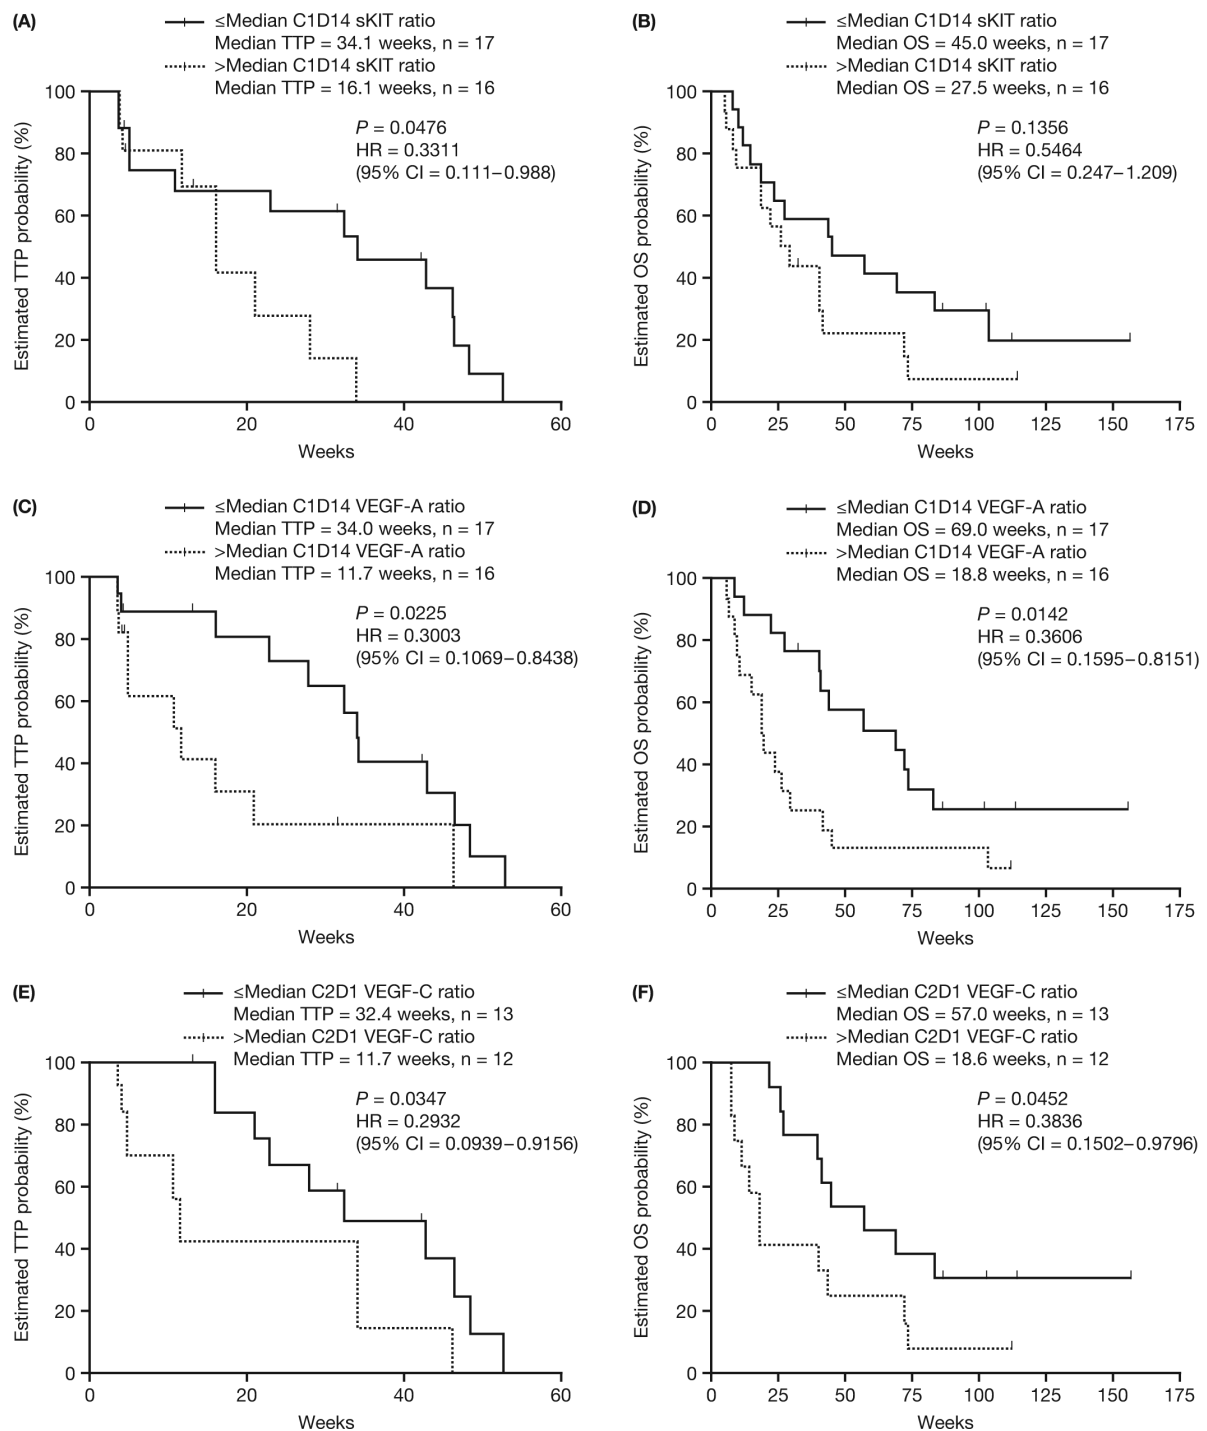 (A)
≤Median C1D14 sKIT ratio
Median TTP = 34.1 weeks, n = 17
>Median C1D14 sKIT ratio
Median TTP = 16.1 weeks, n = 16
P = 0.0476
HR = 0.3311
(95% CI = 0.111–0.988)
Estimated TTP probability (%)
100
80
60
40
20
0
0 20 40 60
Weeks
(B)
≤Median C1D14 sKIT ratio
Median OS = 45.0 weeks, n = 17
>Median C1D14 sKIT ratio
Median OS = 27.5 weeks, n = 16
P = 0.1356
HR = 0.5464
(95% CI = 0.247–1.209)
Estimated OS probability (%)
100
80
60
40
20
0
0 25 50 75 100 125 150 175
Weeks
(C)
≤Median C1D14 VEGF-A ratio
Median TTP = 34.0 weeks, n = 17
>Median C1D14 VEGF-A ratio
Median TTP = 11.7 weeks, n = 16
P = 0.0225
HR = 0.3003
(95% CI = 0.1069–0.8438)
Estimated TTP probability (%)
100
80
60
40
20
0
0 20 40 60
Weeks
(D)
≤Median C1D14 VEGF-A ratio
Median OS = 69.0 weeks, n = 17
>Median C1D14 VEGF-A ratio
Median OS = 18.8 weeks, n = 16
P = 0.0142
HR = 0.3606
(95% CI = 0.1595–0.8151)
Estimated OS probability (%)
100
80
60
40
20
0
0 25 50 75 100 125 150 175
Weeks
(E)
≤Median C2D1 VEGF-C ratio
Median TTP = 32.4 weeks, n = 13
>Median C2D1 VEGF-C ratio
Median TTP = 11.7 weeks, n = 12
P = 0.0347
HR = 0.2932
(95% CI = 0.0939–0.9156)
Estimated TTP probability (%)
100
80
60
40
20
0
0 20 40 60
Weeks
(F)
≤Median C2D1 VEGF-C ratio
Median OS = 57.0 weeks, n = 13
>Median C2D1 VEGF-C ratio
Median OS = 18.6 weeks, n = 12
P = 0.0452
HR = 0.3836
(95% CI = 0.1502–0.9796)
Estimated OS probability (%)
100
80
60
40
20
0
0 25 50 75 100 125 150 175
Weeks